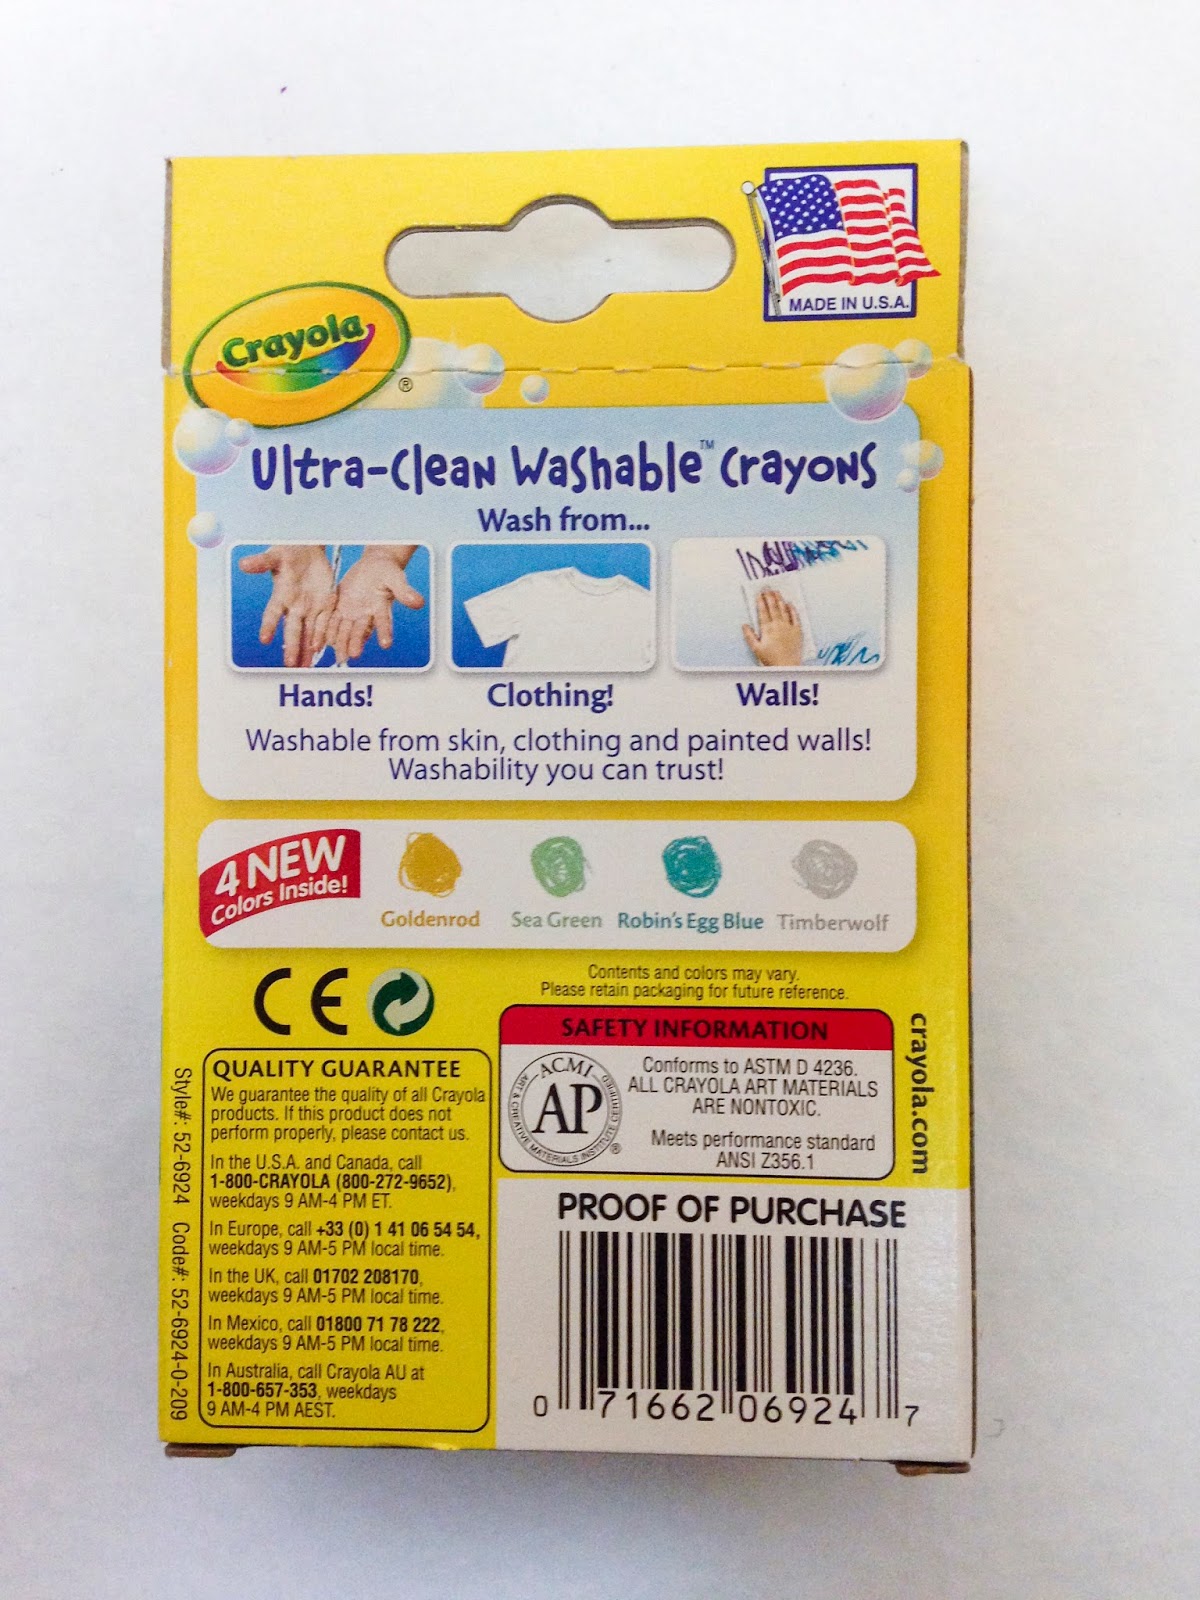 MADE IN U.S.A.
Crayola
®
Ultra-Clean Washable™ Crayons
Wash from...
Hands!
Clothing!
Walls!
Washable from skin, clothing and painted walls!
Washability you can trust!
4 NEW
Colors Inside!
Goldenrod
Sea Green
Robin's Egg Blue
Timberwolf
CE
Contents and colors may vary.
Please retain packaging for future reference.
QUALITY GUARANTEE
We guarantee the quality of all Crayola
products. If this product does not
perform properly, please contact us.
In the U.S.A. and Canada, call
1-800-CRAYOLA (800-272-9652),
weekdays 9 AM-4 PM ET.
In Europe, call +33 (0) 1 41 06 54 54,
weekdays 9 AM-5 PM local time.
In the UK, call 01702 208170,
weekdays 9 AM-5 PM local time.
In Mexico, call 01800 71 78 222,
weekdays 9 AM-5 PM local time.
In Australia, call Crayola AU at
1-800-657-353, weekdays
9 AM-4 PM AEST.
Style#: 52-6924 Code#: 52-6924-0-209
SAFETY INFORMATION
ACMI
AP
ART & CREATIVE MATERIALS INSTITUTE CERTIFIED
®
Conforms to ASTM D 4236.
ALL CRAYOLA ART MATERIALS
ARE NONTOXIC.
Meets performance standard
ANSI Z356.1
crayola.com
PROOF OF PURCHASE
0 71662 06924 7